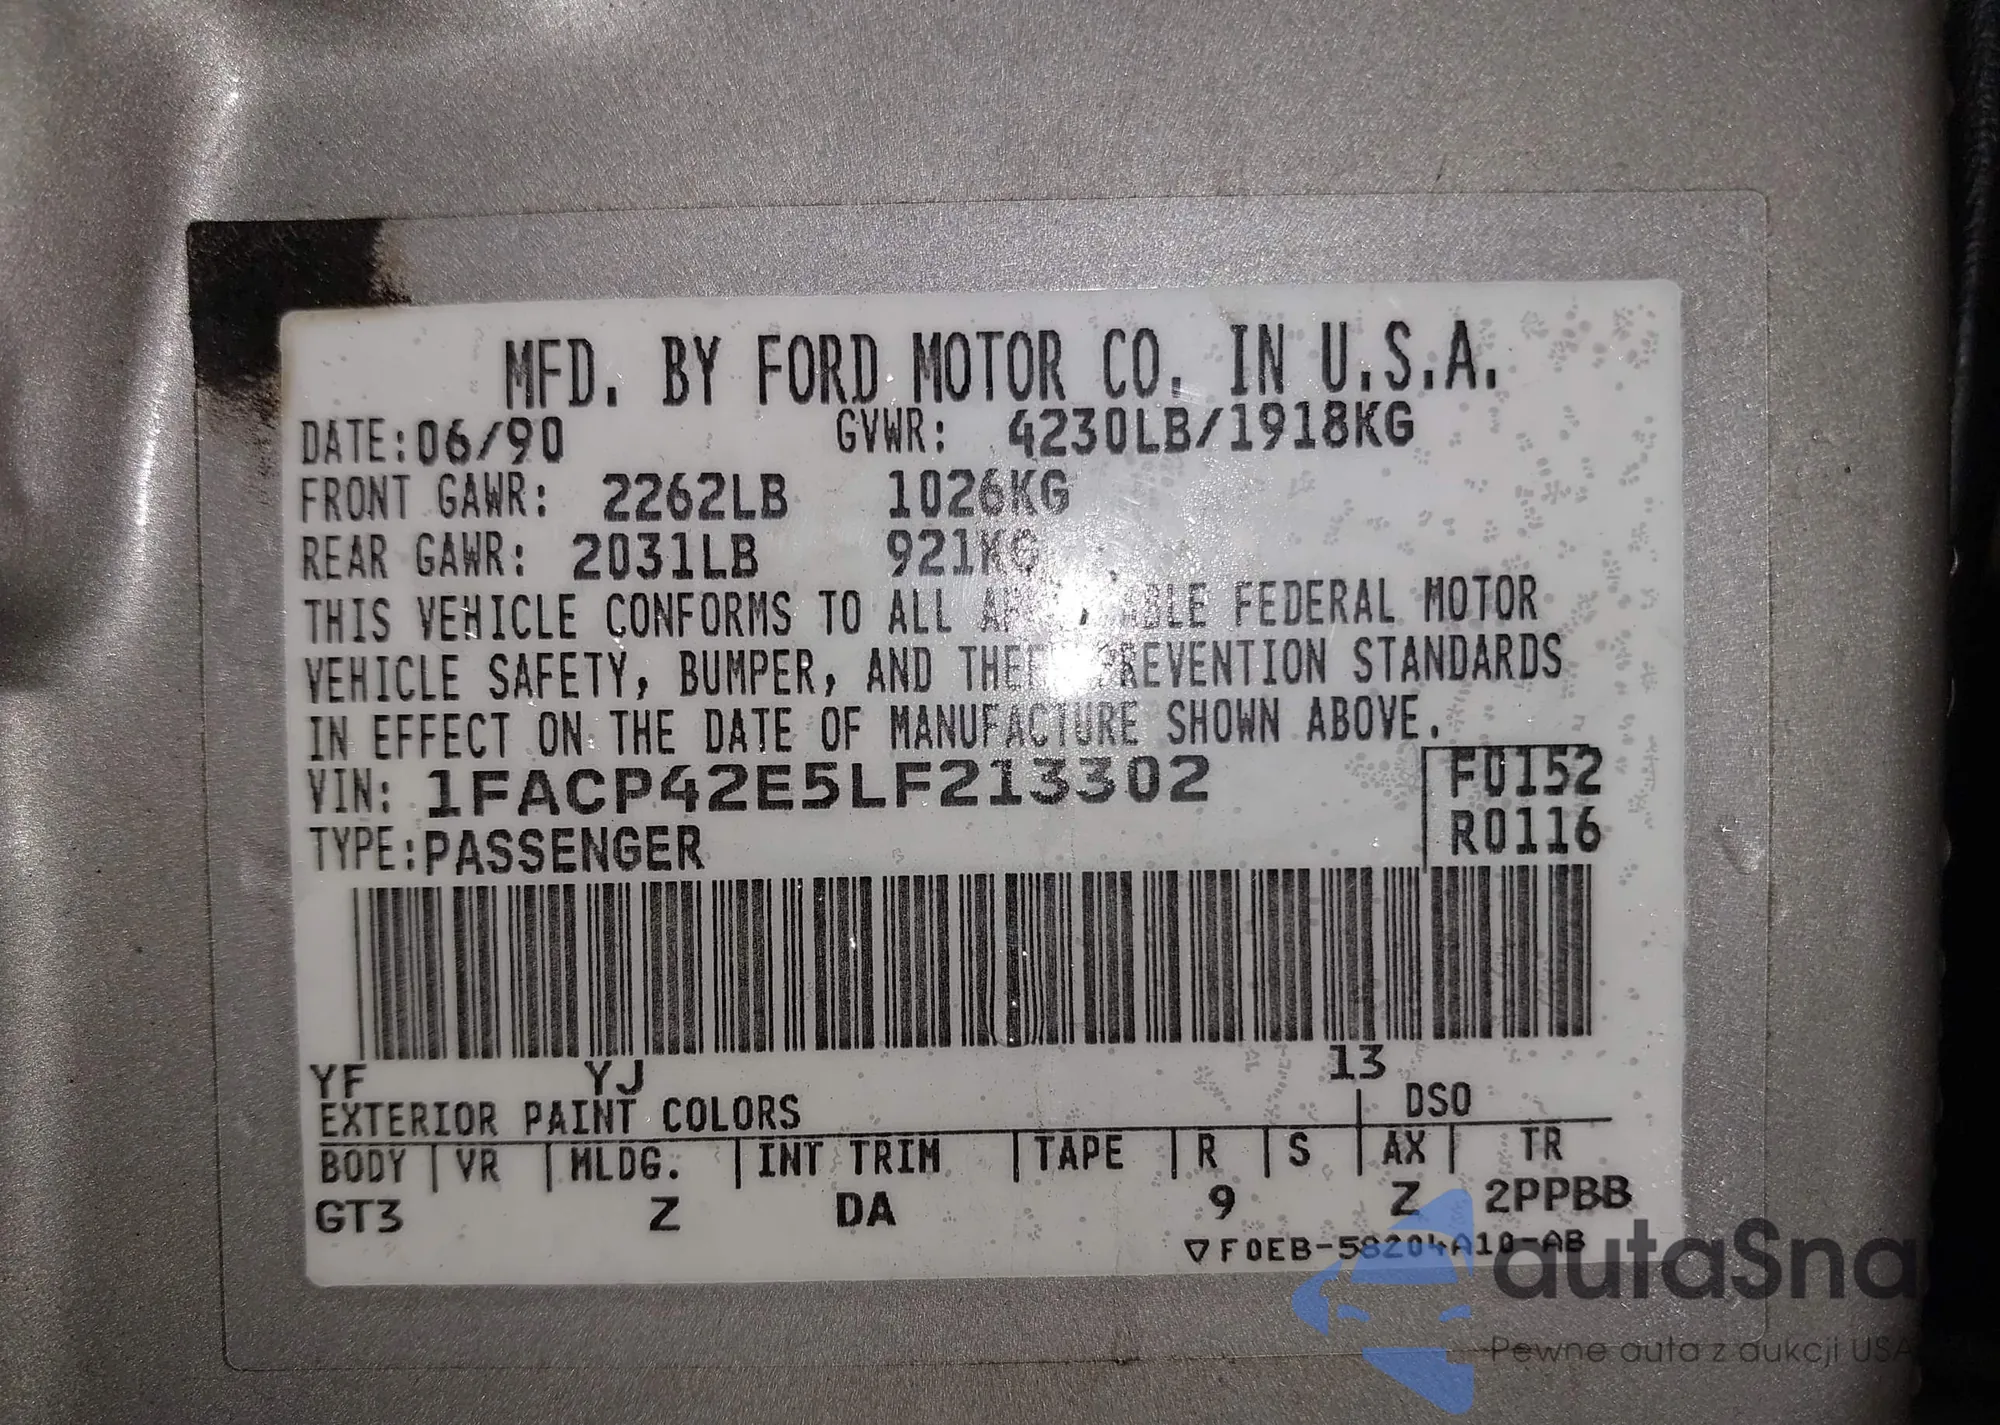 MFD. BY FORD MOTOR CO. IN U.S.A.
DATE:06/90 GVWR: 4230LB/1918KG
FRONT GAWR: 2262LB 1026KG
REAR GAWR: 2031LB 921KG
THIS VEHICLE CONFORMS TO ALL APPLICABLE FEDERAL MOTOR
VEHICLE SAFETY, BUMPER, AND THEFT PREVENTION STANDARDS
IN EFFECT ON THE DATE OF MANUFACTURE SHOWN ABOVE.
VIN: 1FACP42E5LF213302 F0152
TYPE:PASSENGER R0116
YF YJ 13
EXTERIOR PAINT COLORS DSO
BODY | VR | MLDG. | INT TRIM | TAPE | R | S | AX | TR
GT3 Z DA 9 Z 2PPBB
▽F0EB-58204A10-AB
autaSna
Pewne auta z aukcji USA